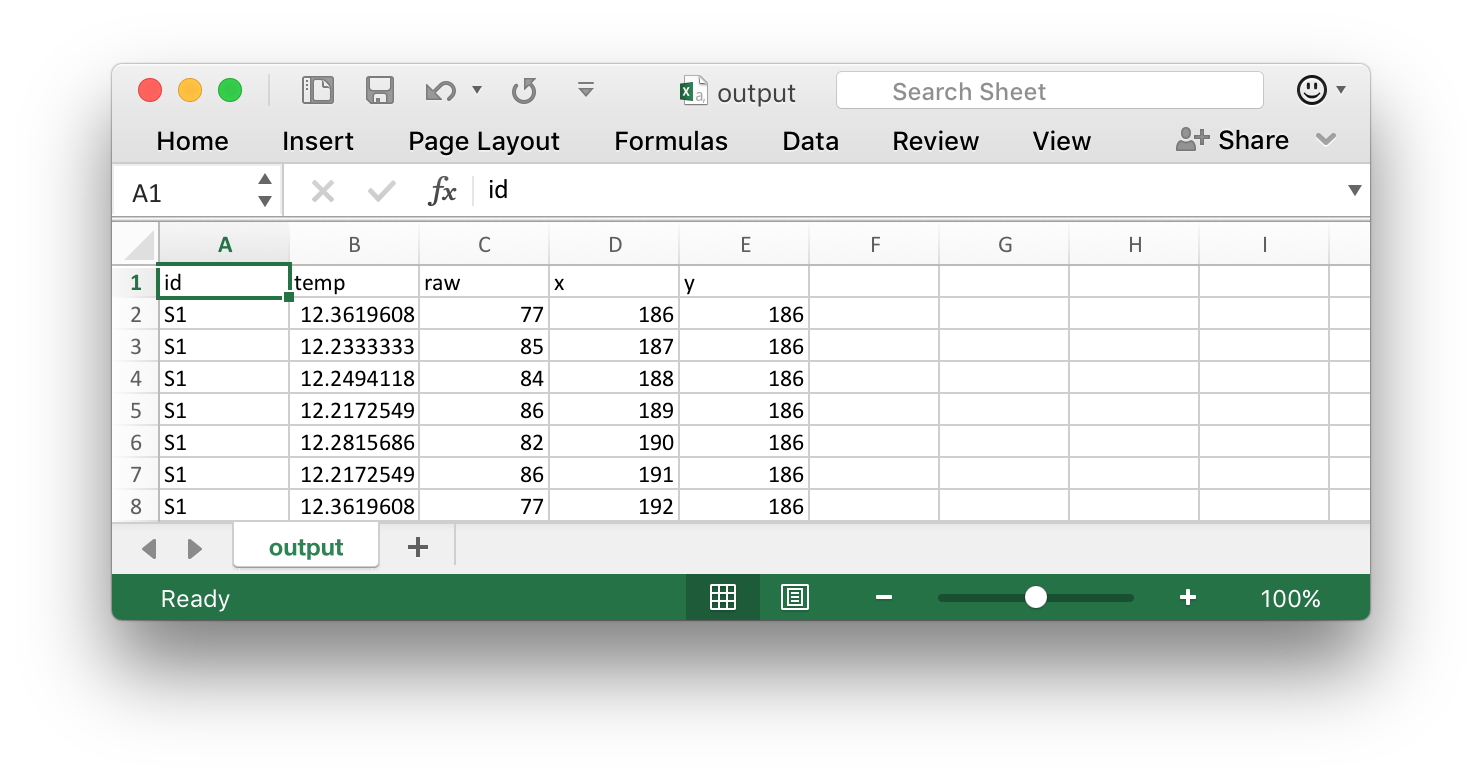 output
Search Sheet
Home Insert Page Layout Formulas Data Review View Share
A1 fx id
A B C D E F G H I
1 id temp raw x y
2 S1 12.3619608 77 186 186
3 S1 12.2333333 85 187 186
4 S1 12.2494118 84 188 186
5 S1 12.2172549 86 189 186
6 S1 12.2815686 82 190 186
7 S1 12.2172549 86 191 186
8 S1 12.3619608 77 192 186
output +
Ready 100%